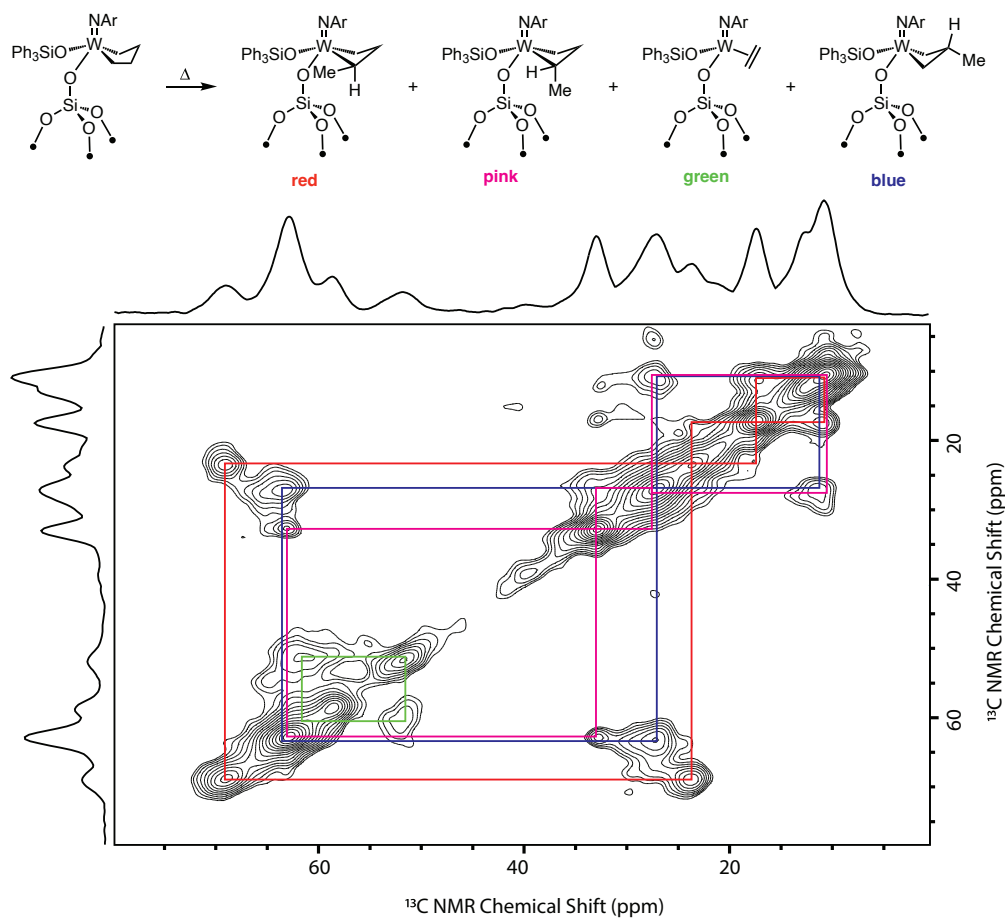 NAr NAr NAr NAr NAr
H
Ph₃SiO W Ph₃SiO W Ph₃SiO W Ph₃SiO W Ph₃SiO W
Me H Me
O Δ O H + O Me + O + O
Si Si Si Si Si
O O O O O O O O O O O O O O O
red pink green blue
20
40
60
¹³C NMR Chemical Shift (ppm)
60 40 20
¹³C NMR Chemical Shift (ppm)